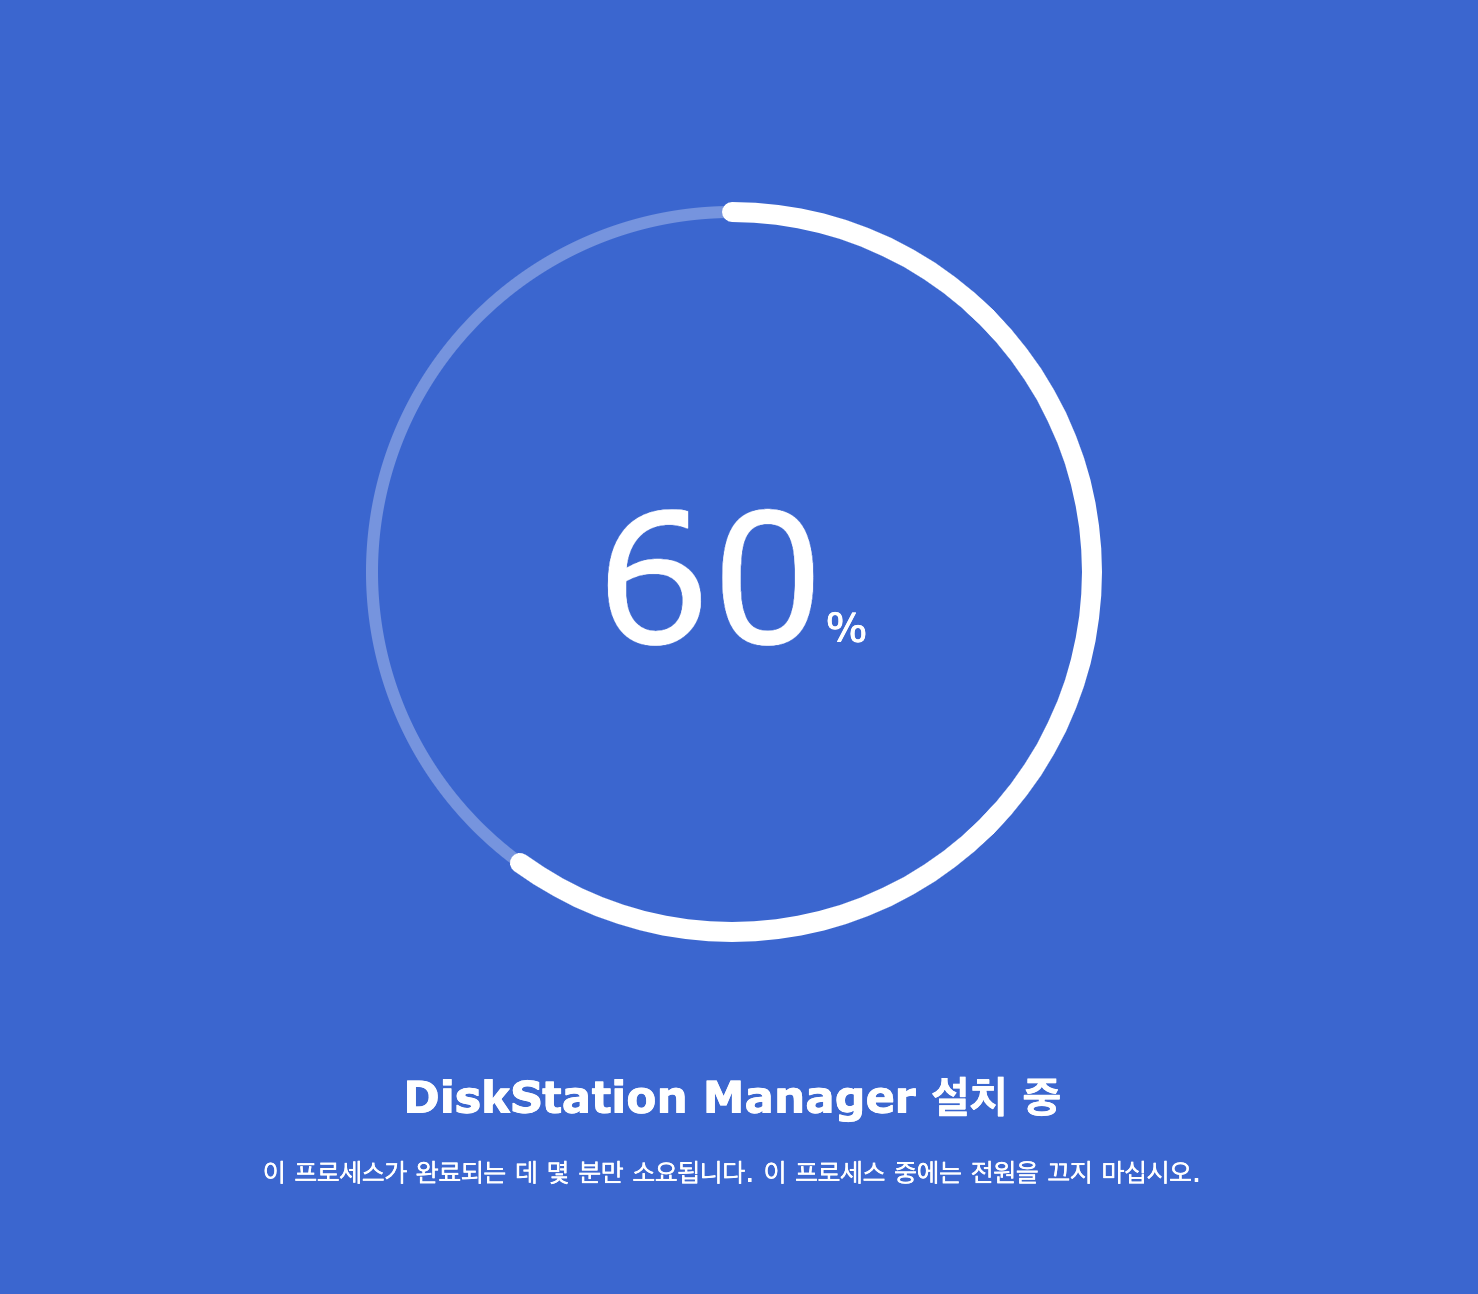 60%
DiskStation Manager 설치 중
이 프로세스가 완료되는 데 몇 분만 소요됩니다. 이 프로세스 중에는 전원을 끄지 마십시오.